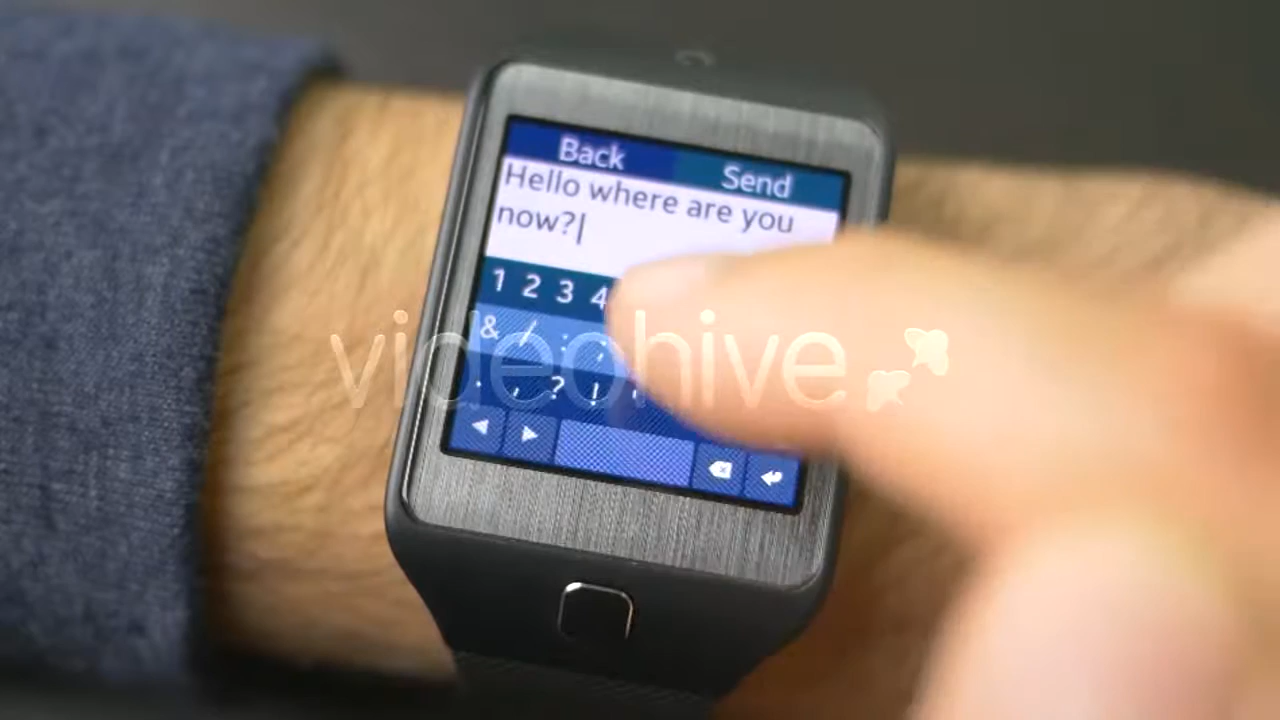 Back
Send
Hello where are you
now?
1 2 3 4
& / : ;
. , ? ! '
videohive